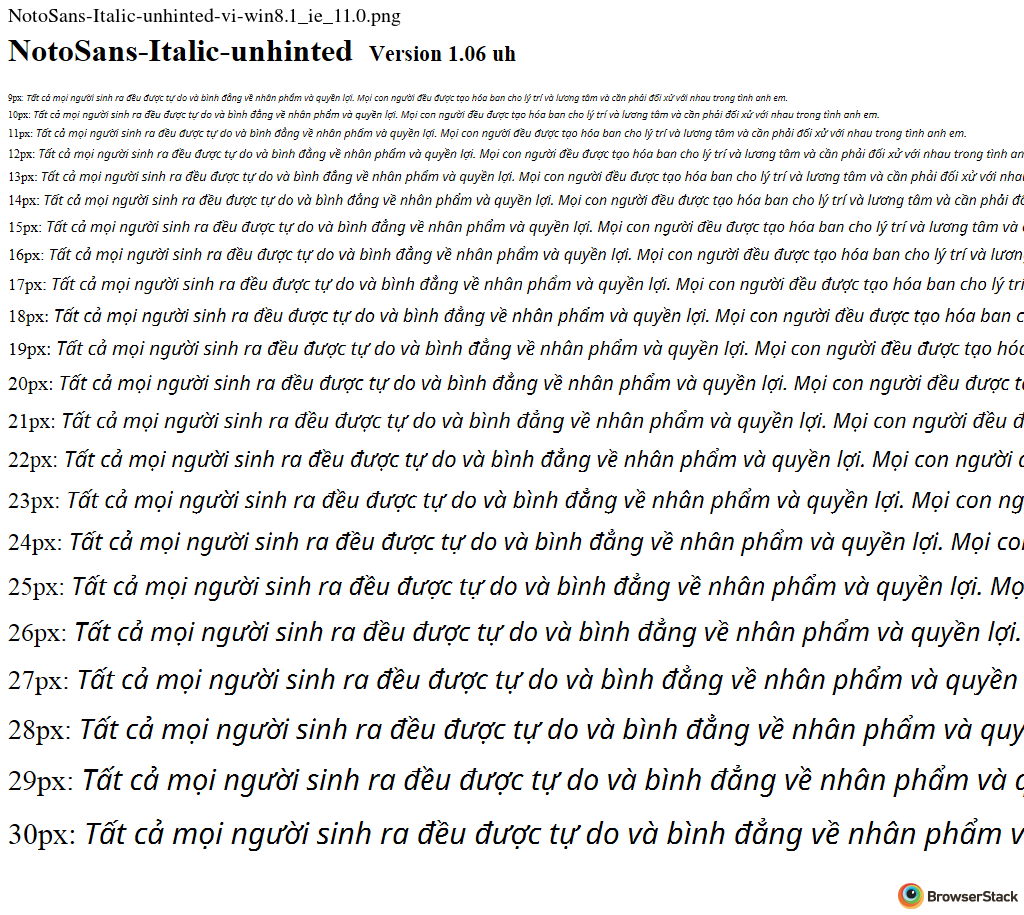 NotoSans-Italic-unhinted-vi-win8.1_ie_11.0.png
NotoSans-Italic-unhinted Version 1.06 uh
9px: Tất cả mọi người sinh ra đều được tự do và bình đẳng về nhân phẩm và quyền lợi. Mọi con người đều được tạo hóa ban cho lý trí và lương tâm và cần phải đối xử với nhau trong tình anh em.
10px: Tất cả mọi người sinh ra đều được tự do và bình đẳng về nhân phẩm và quyền lợi. Mọi con người đều được tạo hóa ban cho lý trí và lương tâm và cần phải đối xử với nhau trong tình anh em.
11px: Tất cả mọi người sinh ra đều được tự do và bình đẳng về nhân phẩm và quyền lợi. Mọi con người đều được tạo hóa ban cho lý trí và lương tâm và cần phải đối xử với nhau trong tình anh em.
12px: Tất cả mọi người sinh ra đều được tự do và bình đẳng về nhân phẩm và quyền lợi. Mọi con người đều được tạo hóa ban cho lý trí và lương tâm và cần phải đối xử với nhau trong tình an
13px: Tất cả mọi người sinh ra đều được tự do và bình đẳng về nhân phẩm và quyền lợi. Mọi con người đều được tạo hóa ban cho lý trí và lương tâm và cần phải đối xử với nha
14px: Tất cả mọi người sinh ra đều được tự do và bình đẳng về nhân phẩm và quyền lợi. Mọi con người đều được tạo hóa ban cho lý trí và lương tâm và cần phải
15px: Tất cả mọi người sinh ra đều được tự do và bình đẳng về nhân phẩm và quyền lợi. Mọi con người đều được tạo hóa ban cho lý trí và lương tâm và
16px: Tất cả mọi người sinh ra đều được tự do và bình đẳng về nhân phẩm và quyền lợi. Mọi con người đều được tạo hóa ban cho lý trí và lươn
17px: Tất cả mọi người sinh ra đều được tự do và bình đẳng về nhân phẩm và quyền lợi. Mọi con người đều được tạo hóa ban cho lý trí
18px: Tất cả mọi người sinh ra đều được tự do và bình đẳng về nhân phẩm và quyền lợi. Mọi con người đều được tạo hóa ban c
19px: Tất cả mọi người sinh ra đều được tự do và bình đẳng về nhân phẩm và quyền lợi. Mọi con người đều được tạo hóa
20px: Tất cả mọi người sinh ra đều được tự do và bình đẳng về nhân phẩm và quyền lợi. Mọi con người đều được
21px: Tất cả mọi người sinh ra đều được tự do và bình đẳng về nhân phẩm và quyền lợi. Mọi con người đều đ
22px: Tất cả mọi người sinh ra đều được tự do và bình đẳng về nhân phẩm và quyền lợi. Mọi con người
23px: Tất cả mọi người sinh ra đều được tự do và bình đẳng về nhân phẩm và quyền lợi. Mọi con ng
24px: Tất cả mọi người sinh ra đều được tự do và bình đẳng về nhân phẩm và quyền lợi. Mọi con
25px: Tất cả mọi người sinh ra đều được tự do và bình đẳng về nhân phẩm và quyền lợi. Mọ
26px: Tất cả mọi người sinh ra đều được tự do và bình đẳng về nhân phẩm và quyền lợi.
27px: Tất cả mọi người sinh ra đều được tự do và bình đẳng về nhân phẩm và quyền
28px: Tất cả mọi người sinh ra đều được tự do và bình đẳng về nhân phẩm và quy
29px: Tất cả mọi người sinh ra đều được tự do và bình đẳng về nhân phẩm và q
30px: Tất cả mọi người sinh ra đều được tự do và bình đẳng về nhân phẩm v
BrowserStack